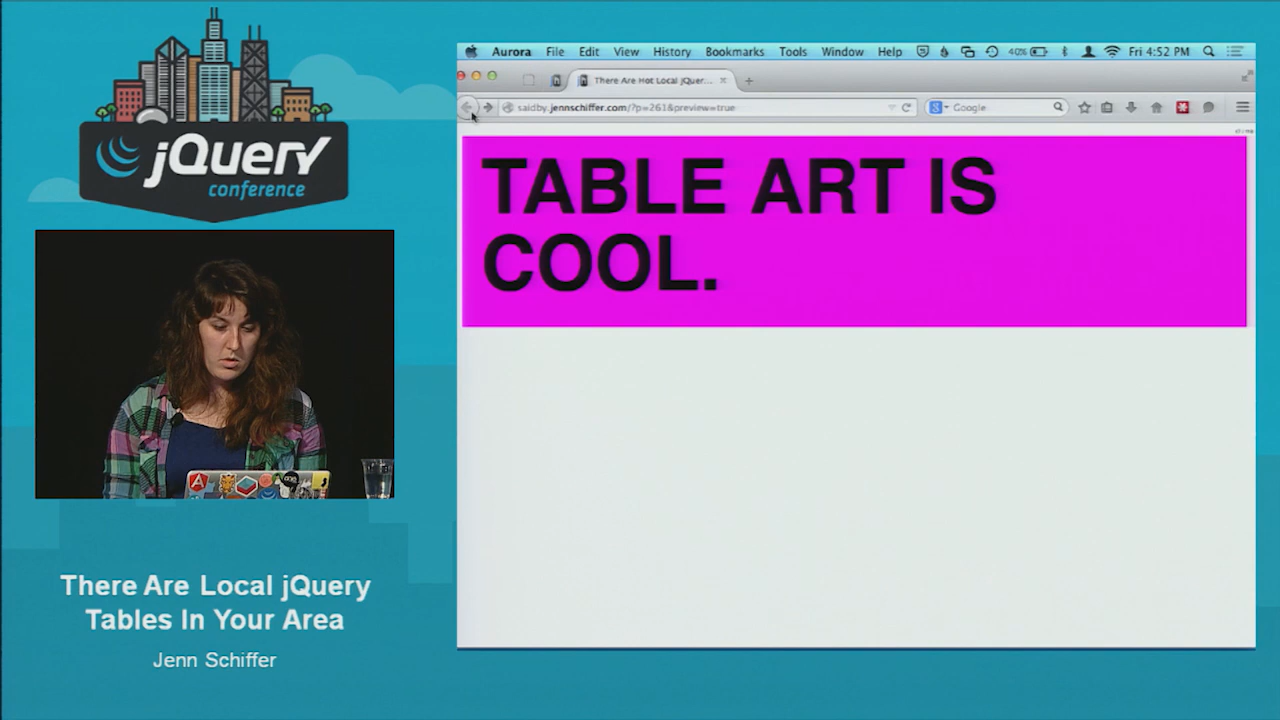 jQuery
conference
There Are Local jQuery
Tables In Your Area
Jenn Schiffer
Aurora File Edit View History Bookmarks Tools Window Help 40% Fri 4:52 PM
There Are Hot Local jQuer...
saidby.jennschiffer.com/?p=261&preview=true
Google
TABLE ART IS
COOL.